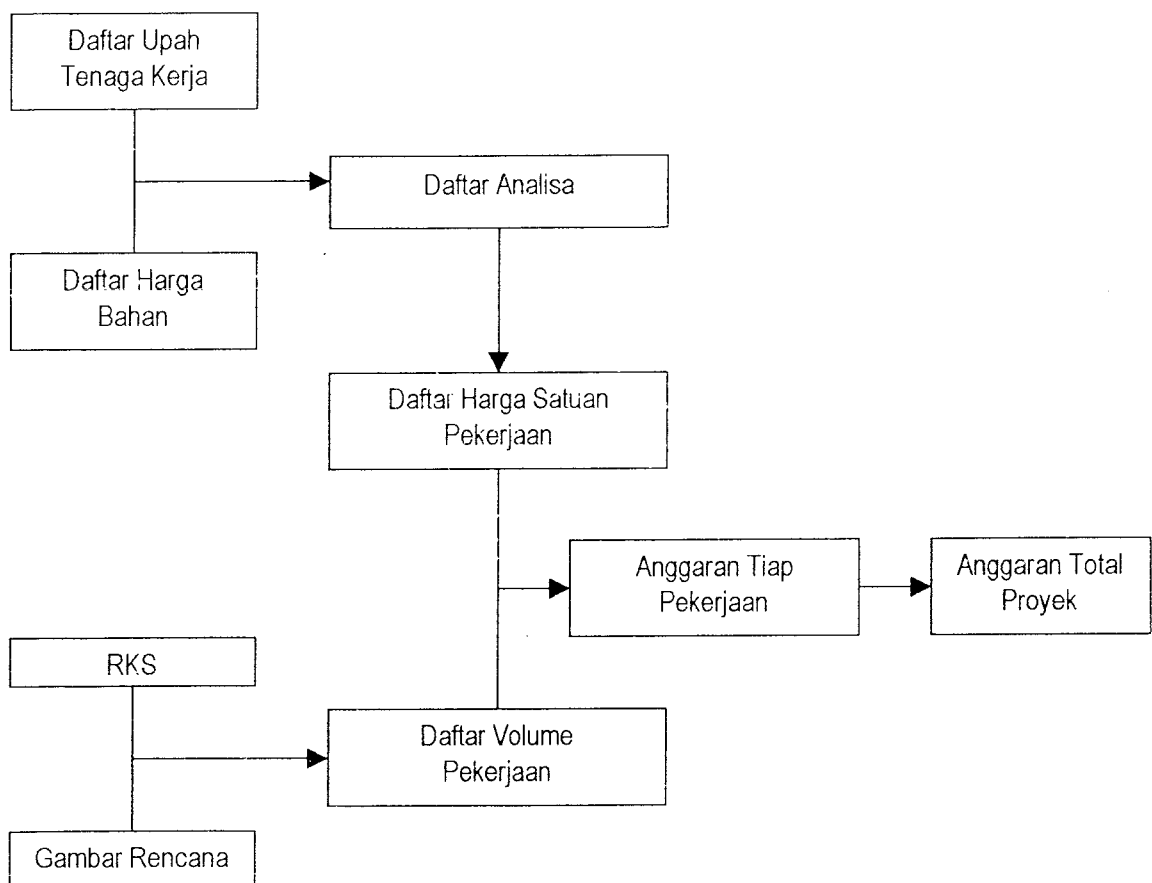 Daftar Upah
Tenaga Kerja
Daftar Analisa
Daftar Harga
Bahan
Daftar Harga Satuan
Pekerjaan
Anggaran Tiap
Pekerjaan
Anggaran Total
Proyek
RKS
Daftar Volume
Pekerjaan
Gambar Rencana